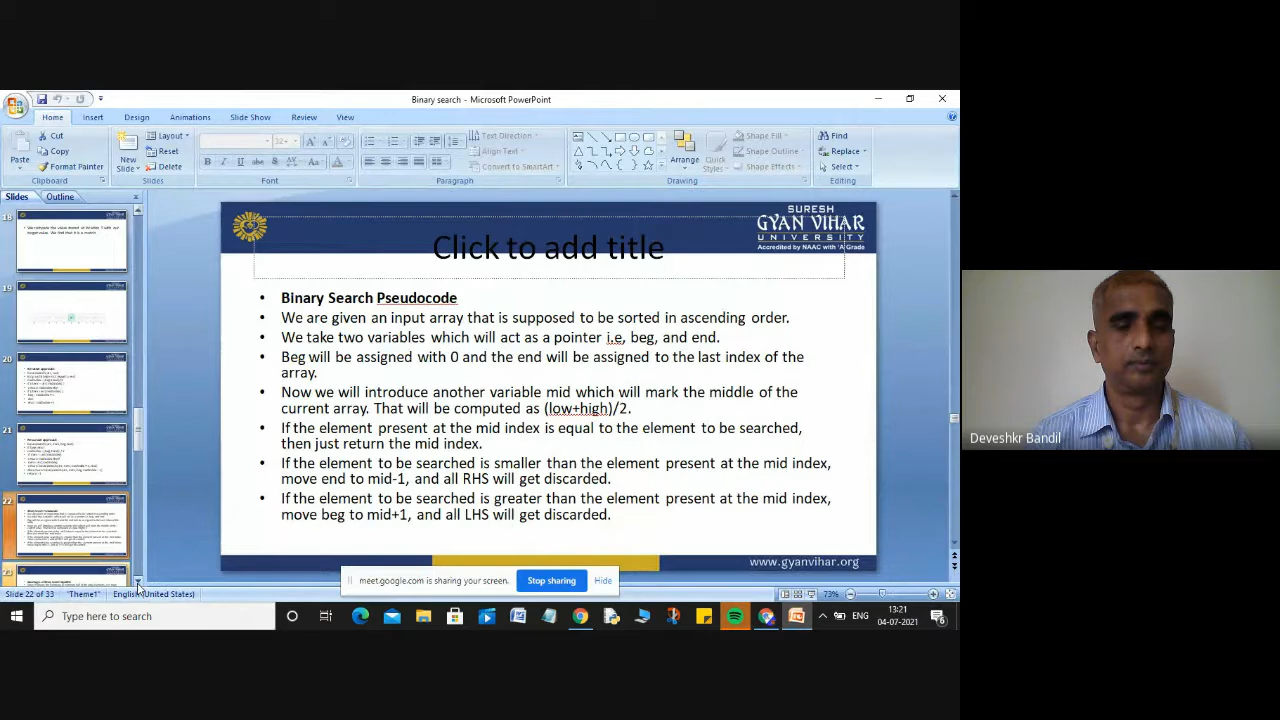 Binary search - Microsoft PowerPoint
Home Insert Design Animations Slide Show Review View
Cut
Copy
Format Painter
Paste
Clipboard
New
Slide
Layout
Reset
Delete
Slides
32
Font
Text Direction
Align Text
Convert to SmartArt
Paragraph
Arrange
Quick
Styles
Shape Fill
Shape Outline
Shape Effects
Drawing
Find
Replace
Select
Editing
Slides Outline
18
19
20
21
22
23
SURESH
GYAN VIHAR
UNIVERSITY
Accredited by NAAC with 'A' Grade
Click to add title
• Binary Search Pseudocode
• We are given an input array that is supposed to be sorted in ascending order.
• We take two variables which will act as a pointer i.e, beg, and end.
• Beg will be assigned with 0 and the end will be assigned to the last index of the
array.
• Now we will introduce another variable mid which will mark the middle of the
current array. That will be computed as (low+high)/2.
• If the element present at the mid index is equal to the element to be searched,
then just return the mid index.
• If the element to be searched is smaller than the element present at the mid index,
move end to mid-1, and all RHS will get discarded.
• If the element to be searched is greater than the element present at the mid index,
move beg to mid+1, and all LHS will get discarded.
www.gyanvihar.org
meet.google.com is sharing your screen.
Stop sharing
Hide
Slide 22 of 33
"Theme1"
English (United States)
73%
Type here to search
ENG
13:21
04-07-2021
6
Deveshkr Bandil